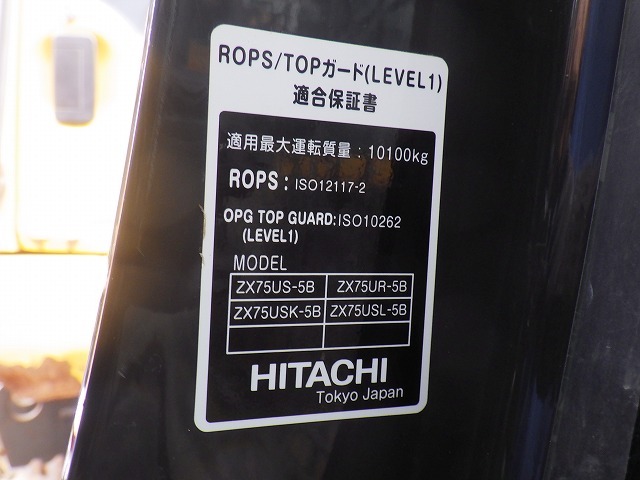 ROPS/TOPガード(LEVEL1)
適合保証書
適用最大運転質量：10100kg
ROPS：ISO12117-2
OPG TOP GUARD:ISO10262
(LEVEL1)
MODEL
ZX75US-5B ZX75UR-5B
ZX75USK-5B ZX75USL-5B
HITACHI
Tokyo Japan